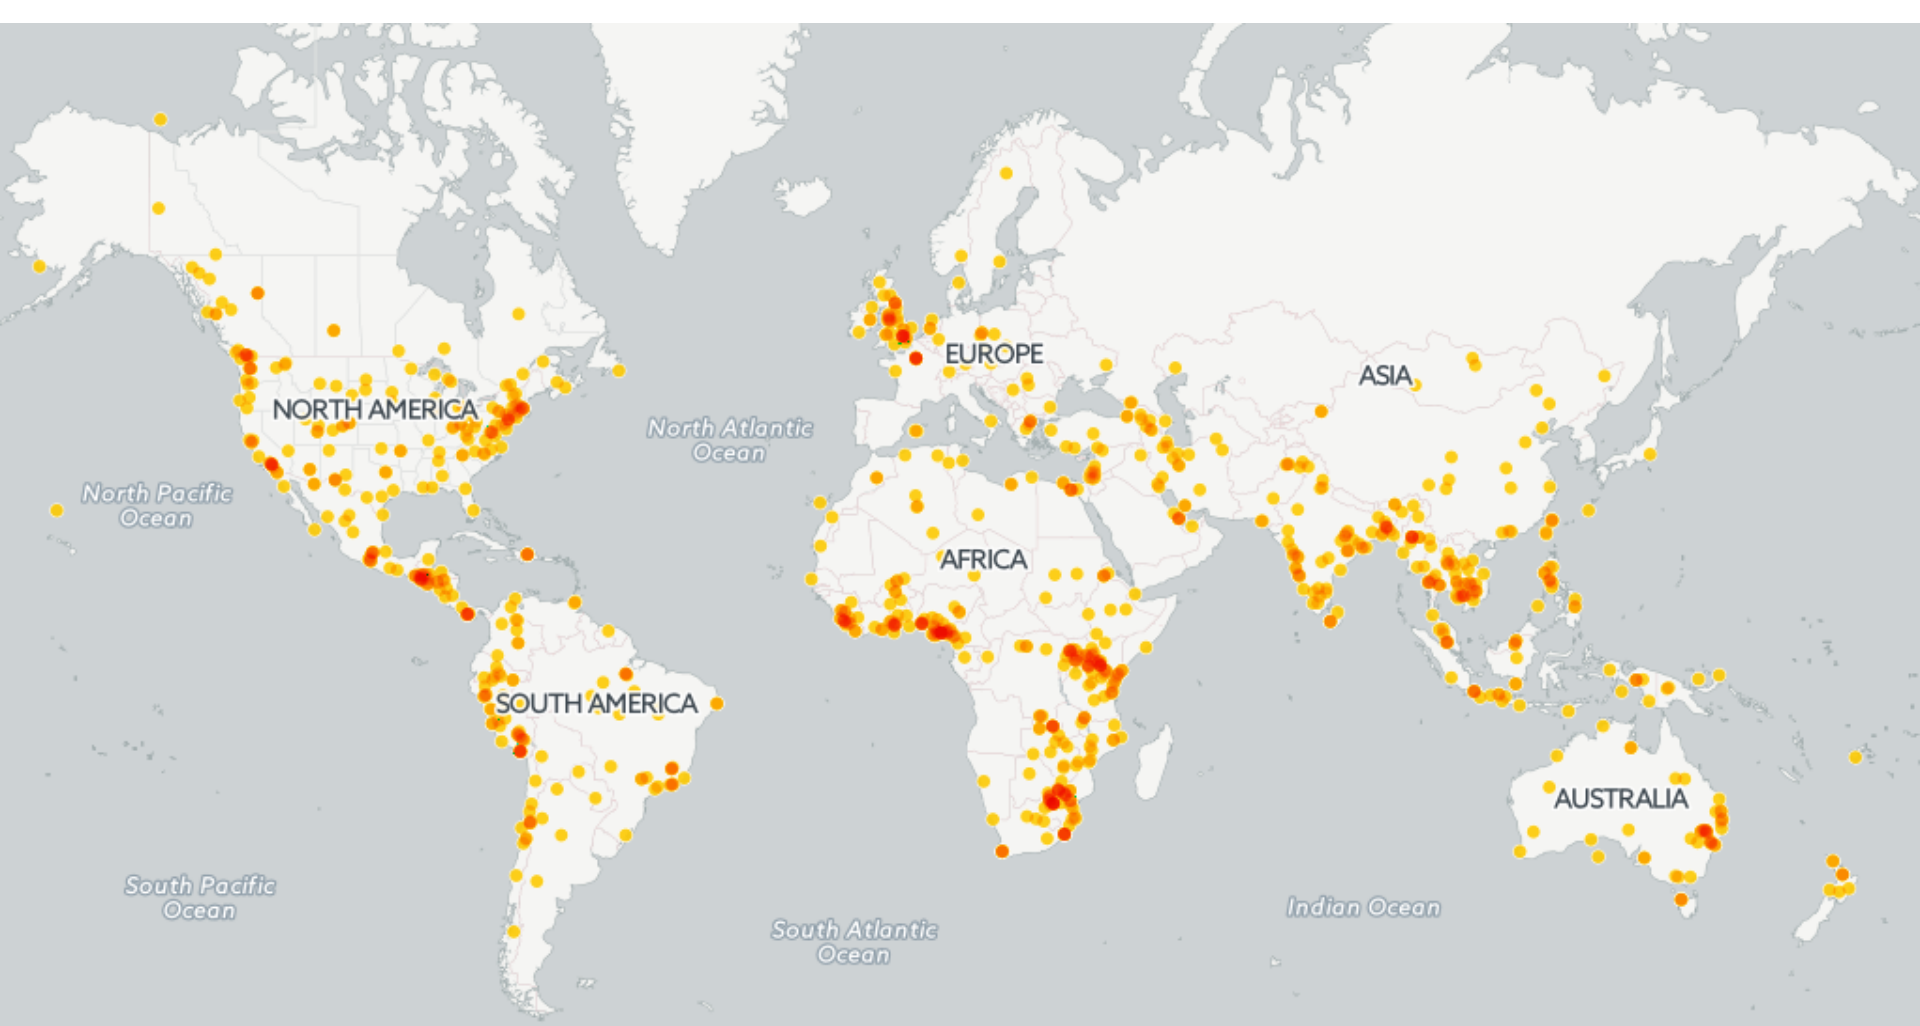 EUROPE
ASIA
NORTH AMERICA
North Atlantic
Ocean
North Pacific
Ocean
AFRICA
SOUTH AMERICA
AUSTRALIA
South Pacific
Ocean
Indian Ocean
South Atlantic
Ocean